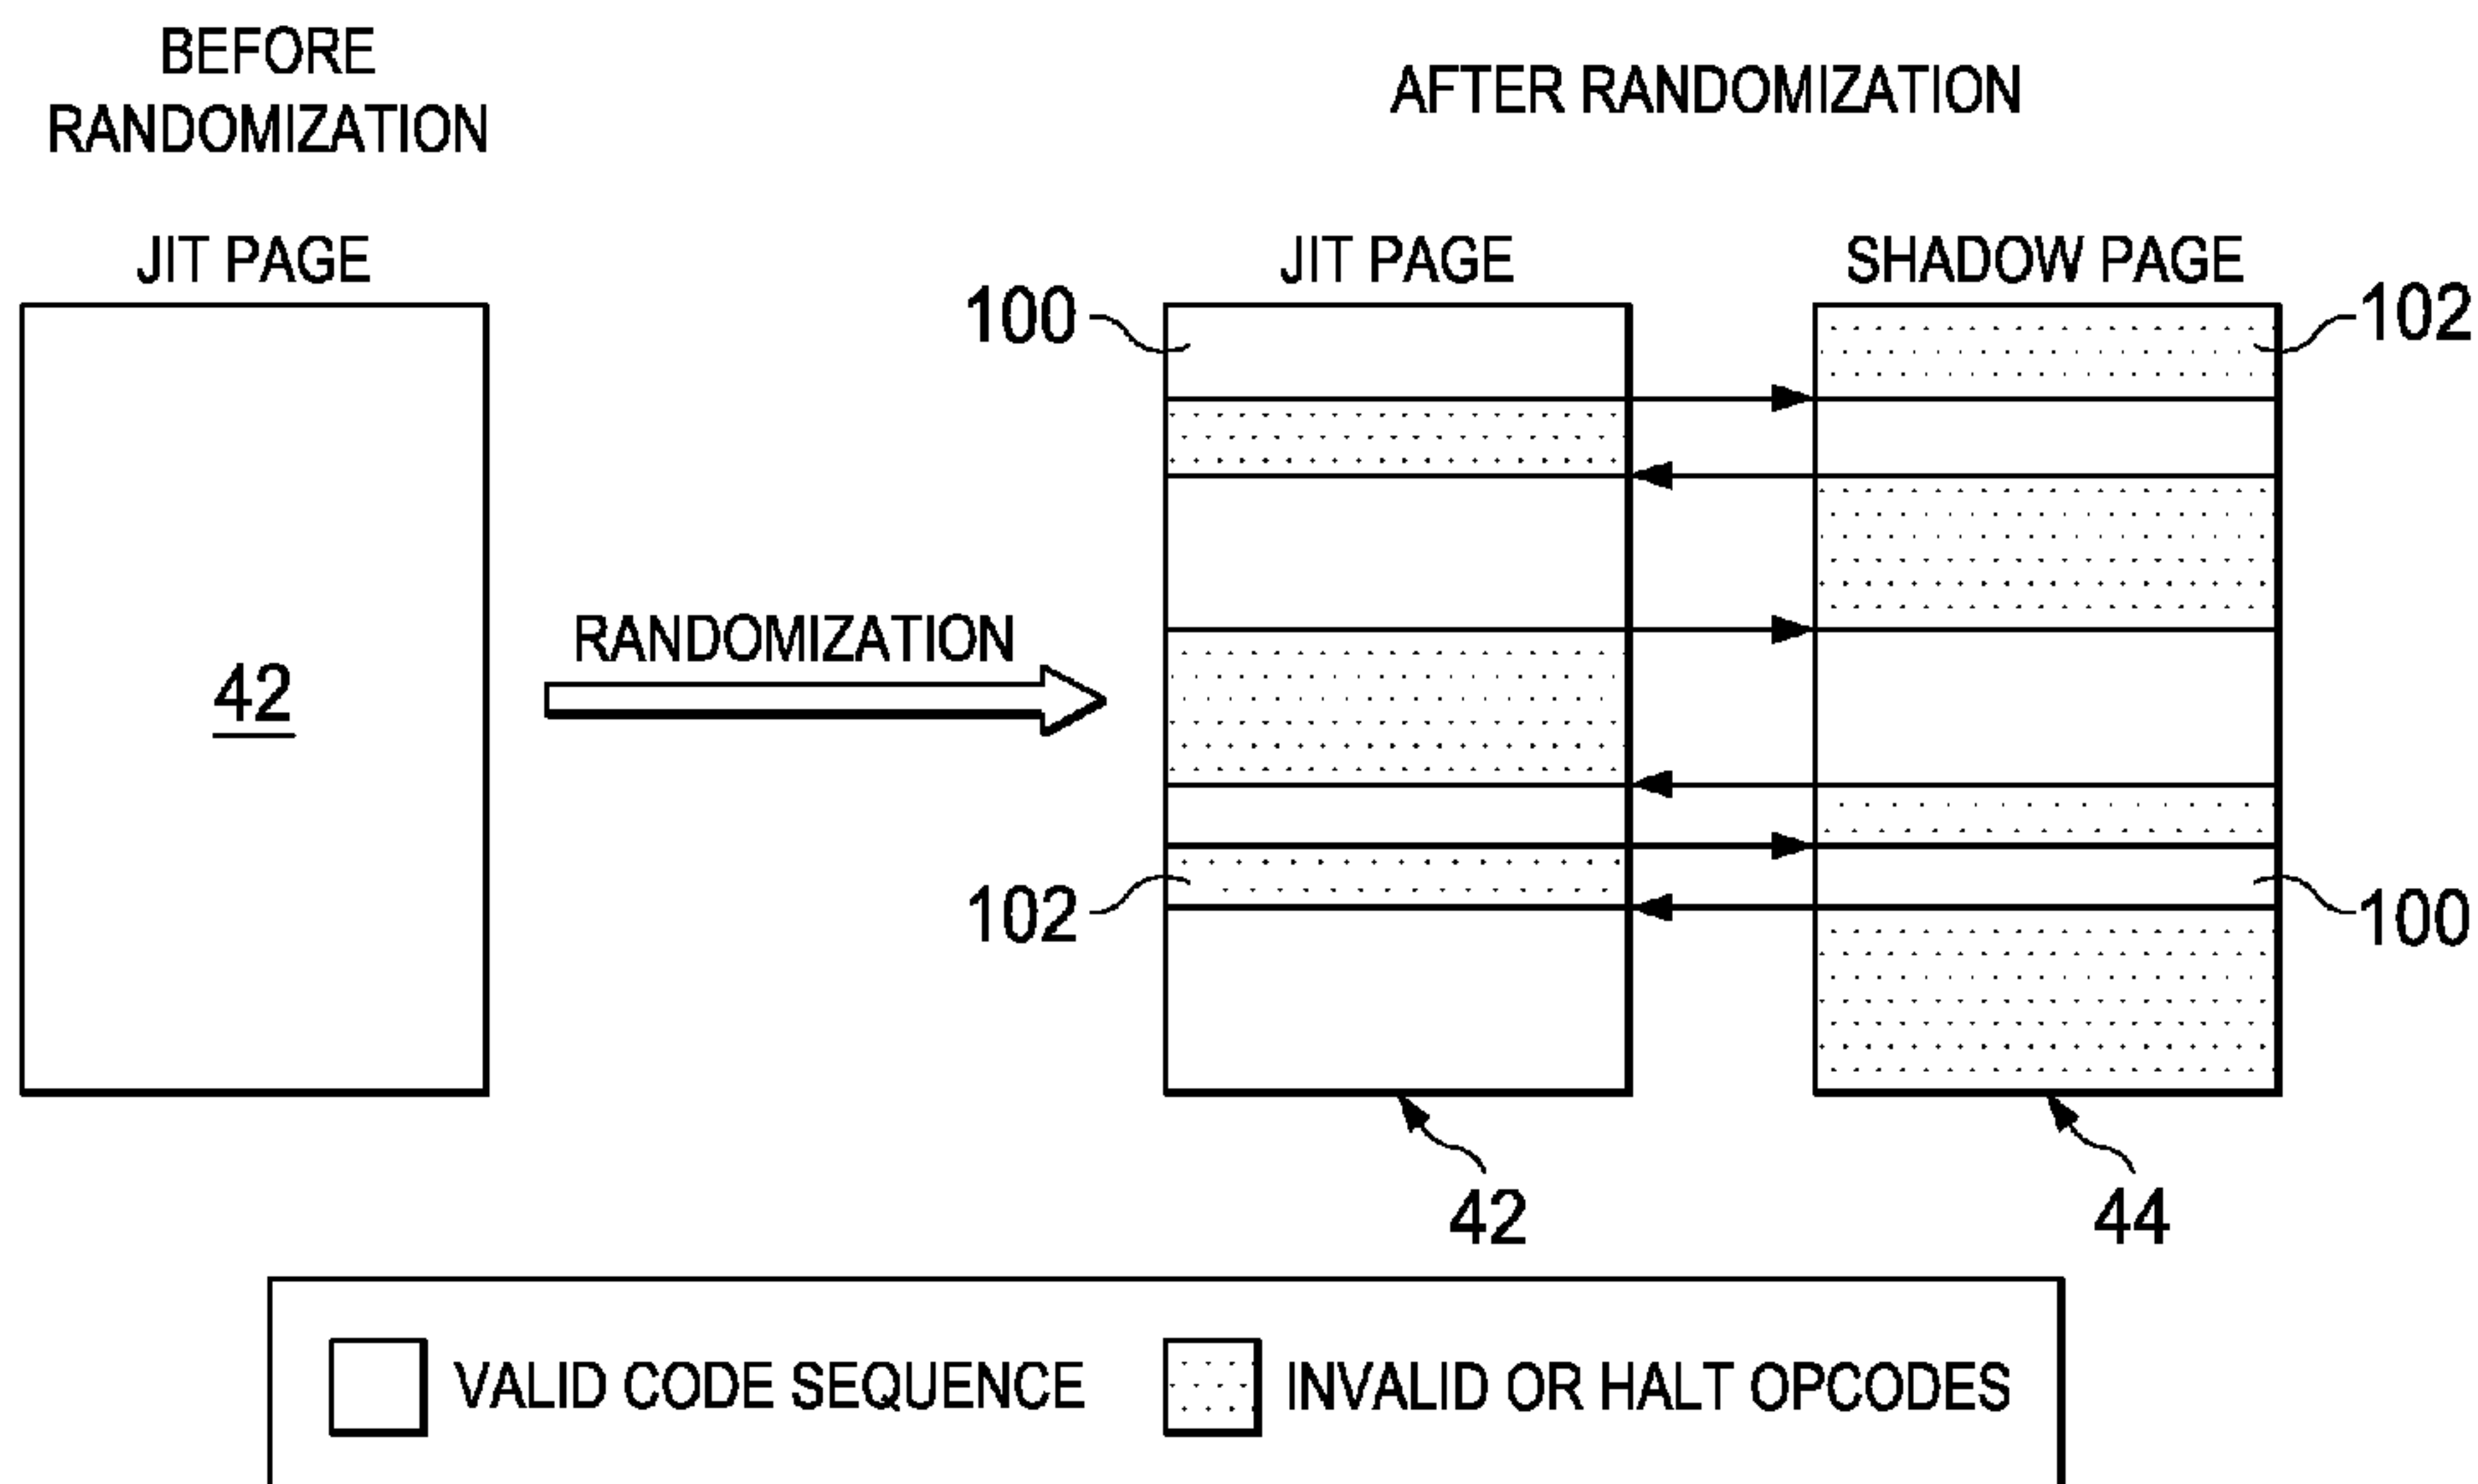 BEFORE
RANDOMIZATION
AFTER RANDOMIZATION
JIT PAGE
JIT PAGE
SHADOW PAGE
100
102
RANDOMIZATION
42
102
100
42
44
VALID CODE SEQUENCE
INVALID OR HALT OPCODES